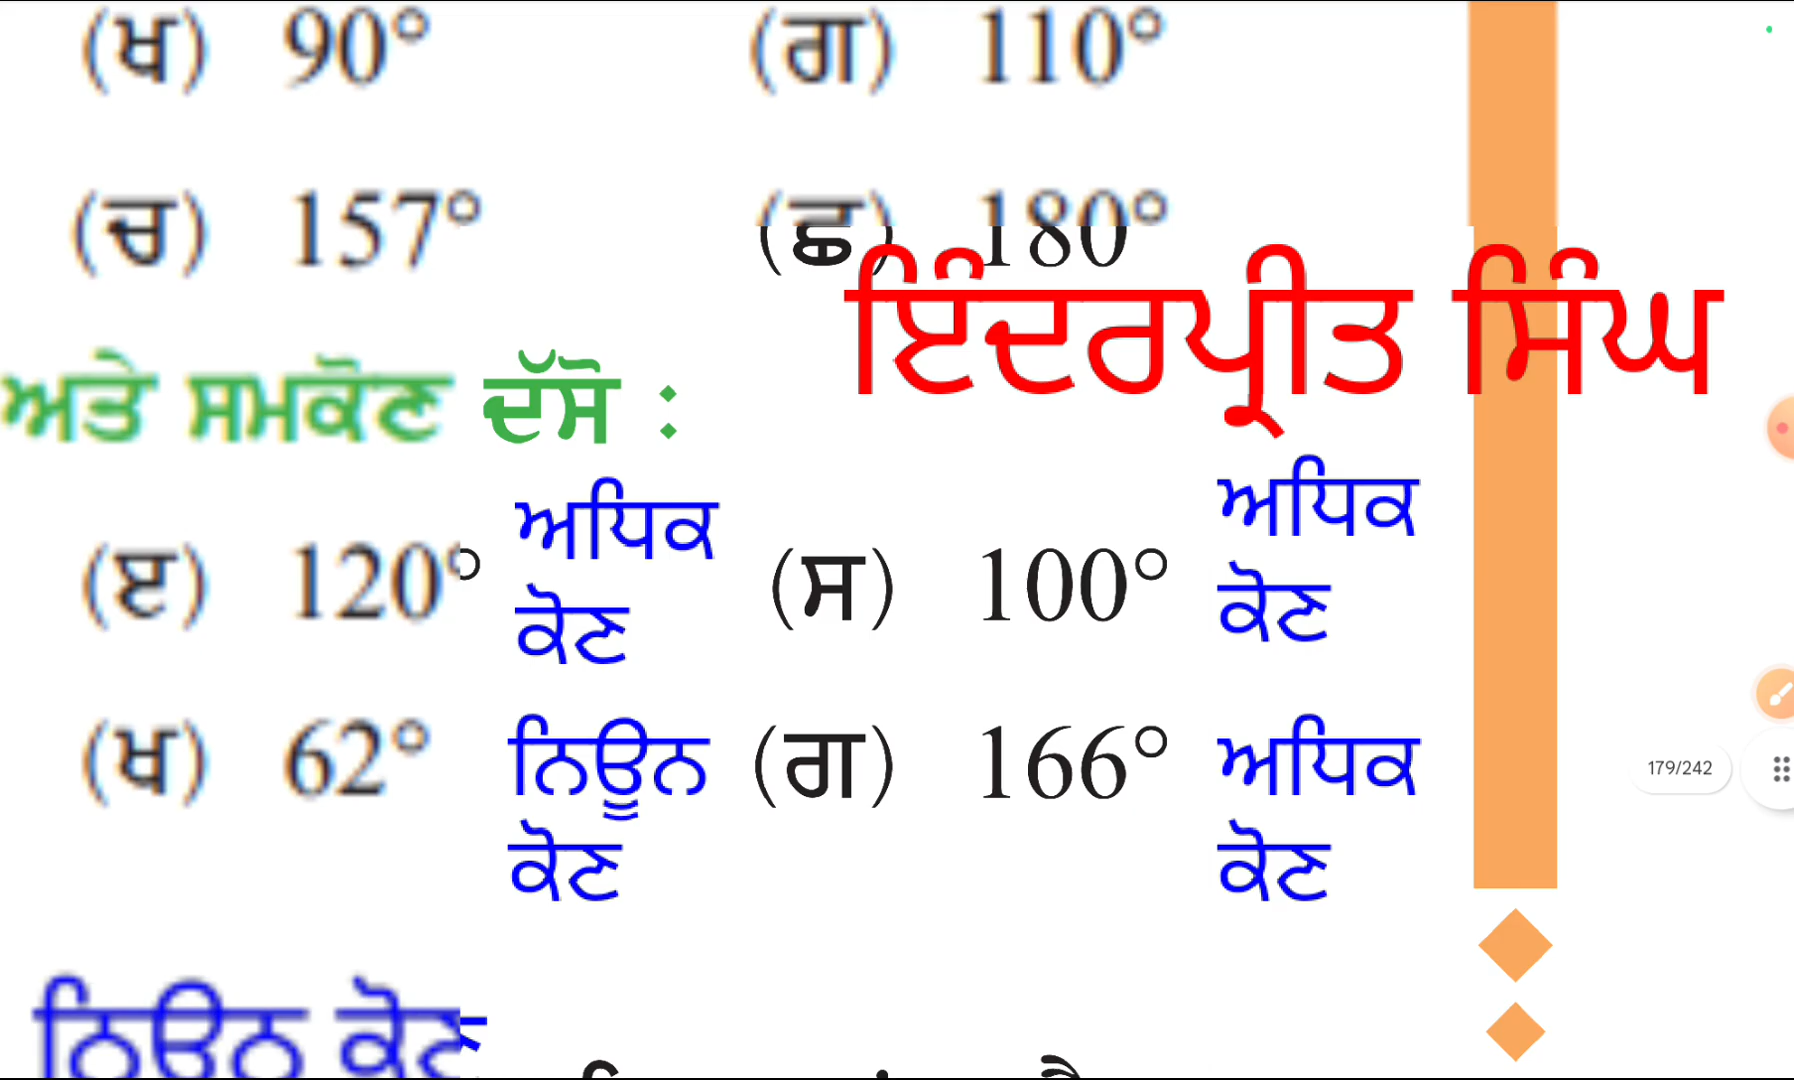 (ਖ) 90° (ਗ) 110°
(ਚ) 157° (ਛ) 180°
ਇੰਦਰਪ੍ਰੀਤ ਸਿੰਘ
ਅਤੇ ਸਮਕੋਣ ਦੱਸੋ :
(ੲ) 120° ਅਧਿਕ ਕੋਣ (ਸ) 100° ਅਧਿਕ ਕੋਣ
(ਖ) 62° ਨਿਊਨ ਕੋਣ (ਗ) 166° ਅਧਿਕ ਕੋਣ
179/242
ਨਿਊਨ ਕੋਣ